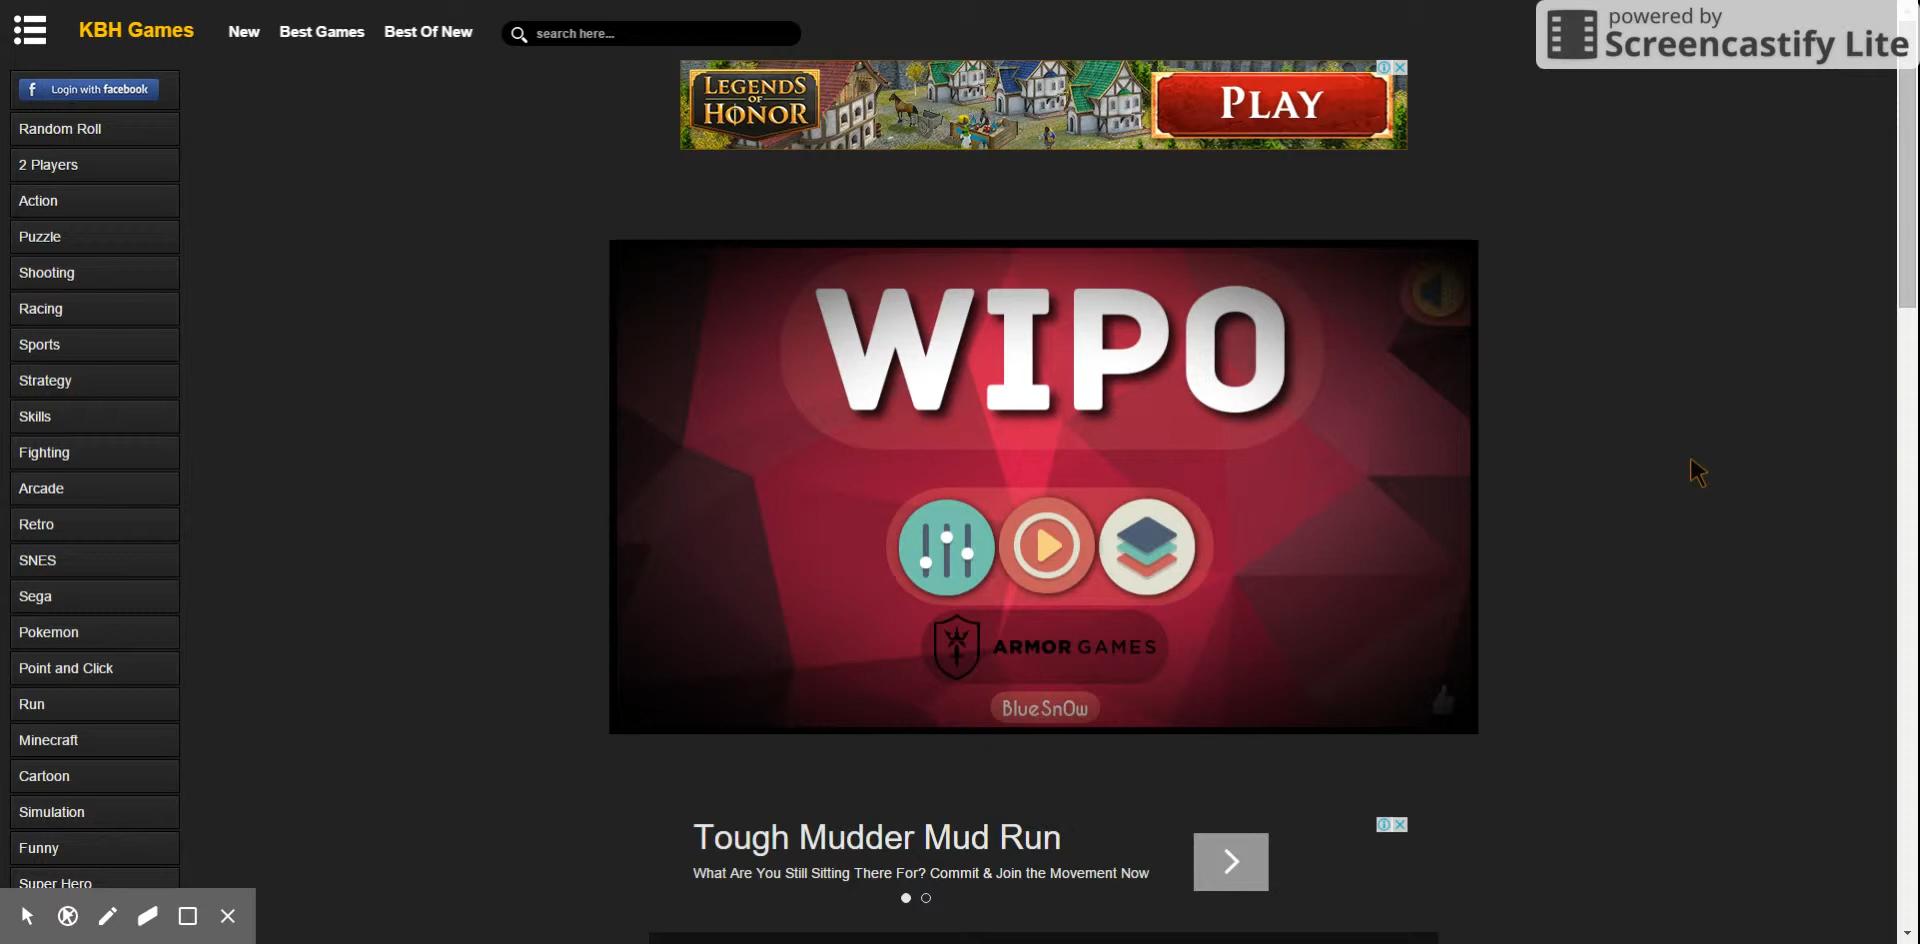 KBH Games
New
Best Games
Best Of New
search here...
powered by
Screencastify Lite
f Login with facebook
Random Roll
2 Players
Action
Puzzle
Shooting
Racing
Sports
Strategy
Skills
Fighting
Arcade
Retro
SNES
Sega
Pokemon
Point and Click
Run
Minecraft
Cartoon
Simulation
Funny
Super Hero
LEGENDS
OF
HONOR
PLAY
WIPO
ARMOR GAMES
BlueSn0w
Tough Mudder Mud Run
What Are You Still Sitting There For? Commit & Join the Movement Now